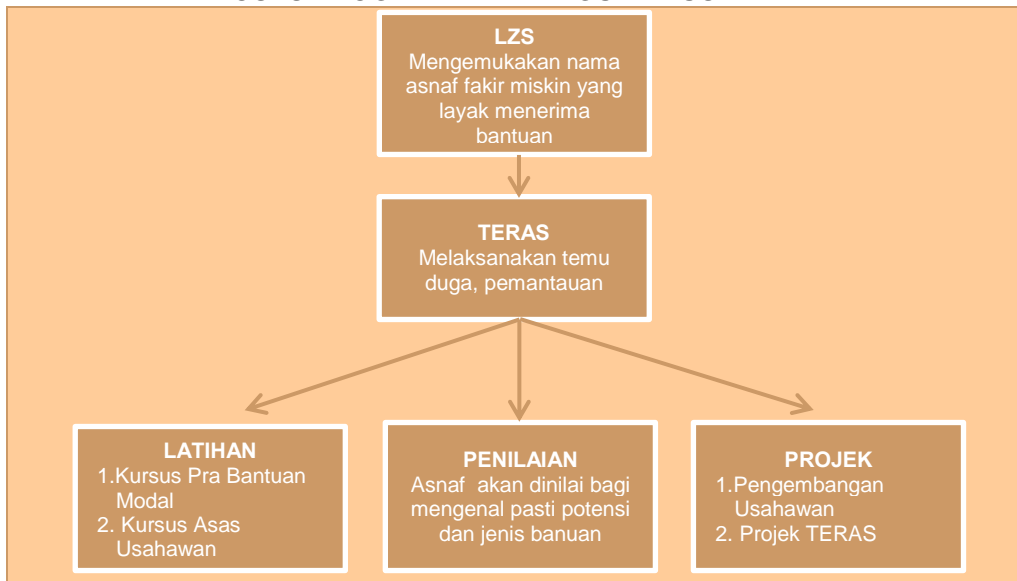 LZS
Mengemukakan nama
asnaf fakir miskin yang
layak menerima
bantuan
TERAS
Melaksanakan temu
duga, pemantauan
LATIHAN
1.Kursus Pra Bantuan
Modal
2. Kursus Asas
Usahawan
PENILAIAN
Asnaf akan dinilai bagi
mengenal pasti potensi
dan jenis banuan
PROJEK
1.Pengembangan
Usahawan
2. Projek TERAS